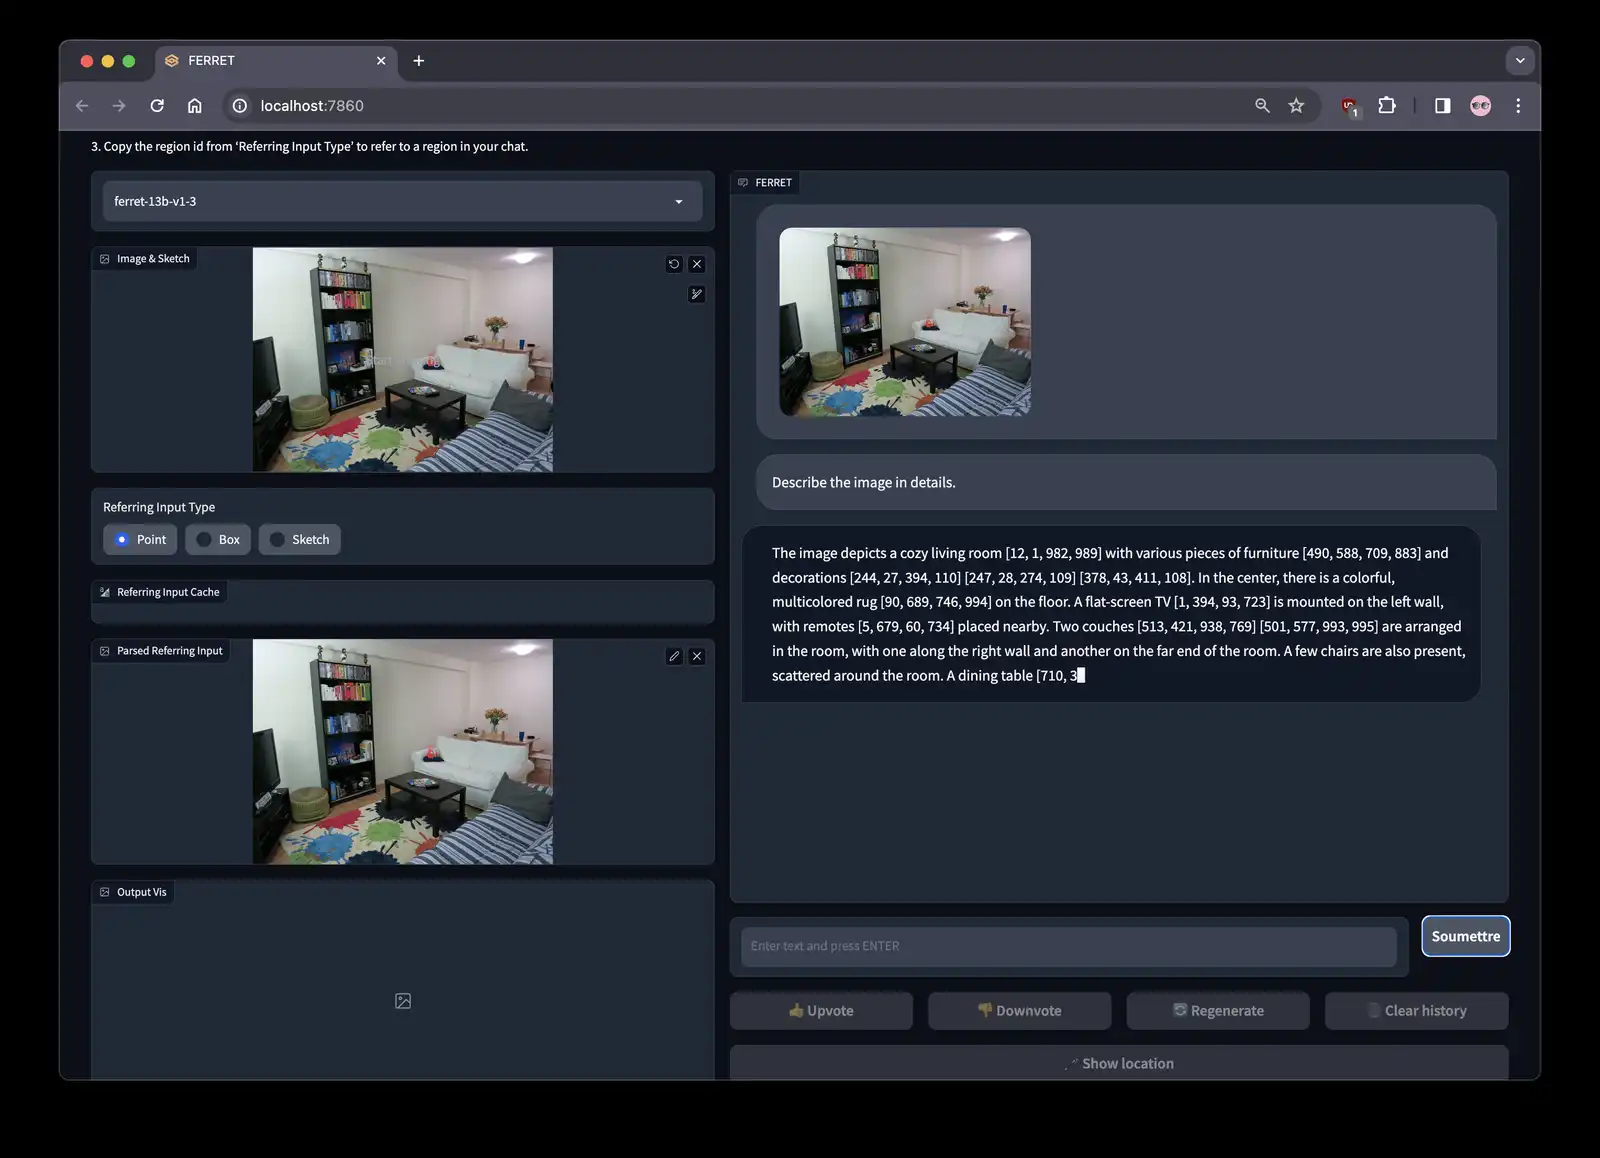 FERRET
localhost:7860
1
3. Copy the region id from ‘Referring Input Type’ to refer to a region in your chat.
ferret-13b-v1-3
Image & Sketch
Referring Input Type
Point
Box
Sketch
Referring Input Cache
Parsed Referring Input
Output Vis
FERRET
Describe the image in details.
The image depicts a cozy living room [12, 1, 982, 989] with various pieces of furniture [490, 588, 709, 883] and
decorations [244, 27, 394, 110] [247, 28, 274, 109] [378, 43, 411, 108]. In the center, there is a colorful,
multicolored rug [90, 689, 746, 994] on the floor. A flat-screen TV [1, 394, 93, 723] is mounted on the left wall,
with remotes [5, 679, 60, 734] placed nearby. Two couches [513, 421, 938, 769] [501, 577, 993, 995] are arranged
in the room, with one along the right wall and another on the far end of the room. A few chairs are also present,
scattered around the room. A dining table [710, 3
Enter text and press ENTER
Soumettre
Upvote
Downvote
Regenerate
Clear history
Show location